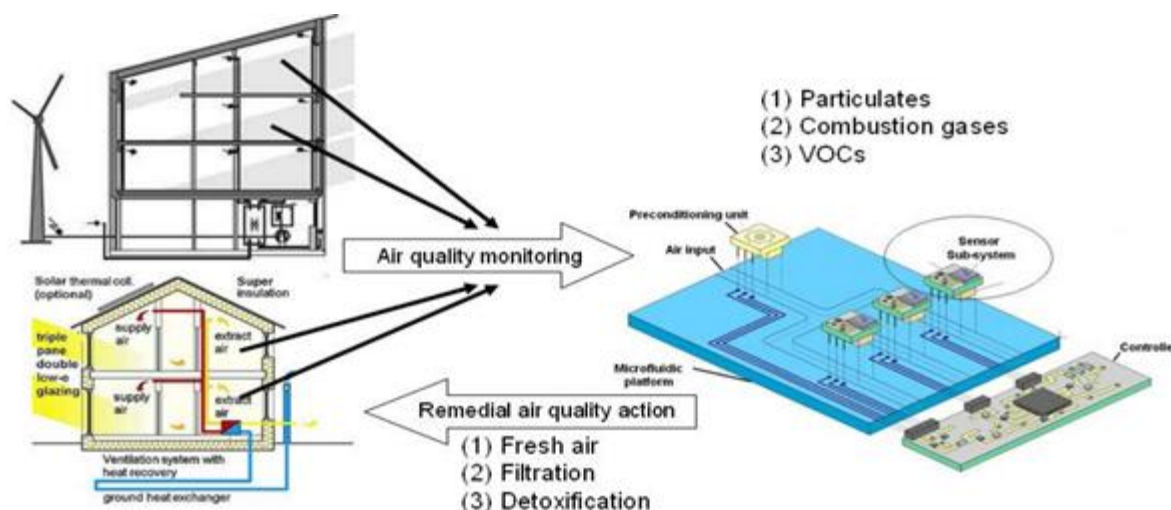 (1) Particulates
(2) Combustion gases
(3) VOCs
Preconditioning unit
Air input
Sensor
Sub-system
Air quality monitoring
Solar thermal coll.
(optional)
Super
insulation
supply
air
extract
air
triple
pane
double
low-e
glazing
supply
air
extract
air
Microfluidic
platform
Controlle
Remedial air quality action
(1) Fresh air
(2) Filtration
(3) Detoxification
Ventilation system with
heat recovery
ground heat exchanger